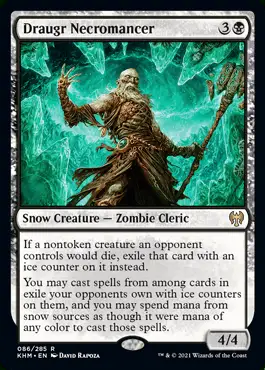 Draugr Necromancer 3
Snow Creature — Zombie Cleric
If a nontoken creature an opponent
controls would die, exile that card with an
ice counter on it instead.
You may cast spells from among cards in
exile your opponents own with ice counters
on them, and you may spend mana from
snow sources as though it were mana of
any color to cast those spells.
4/4
086/285 R
KHM • EN DAVID RAPOZA ™ & © 2021 Wizards of the Coast